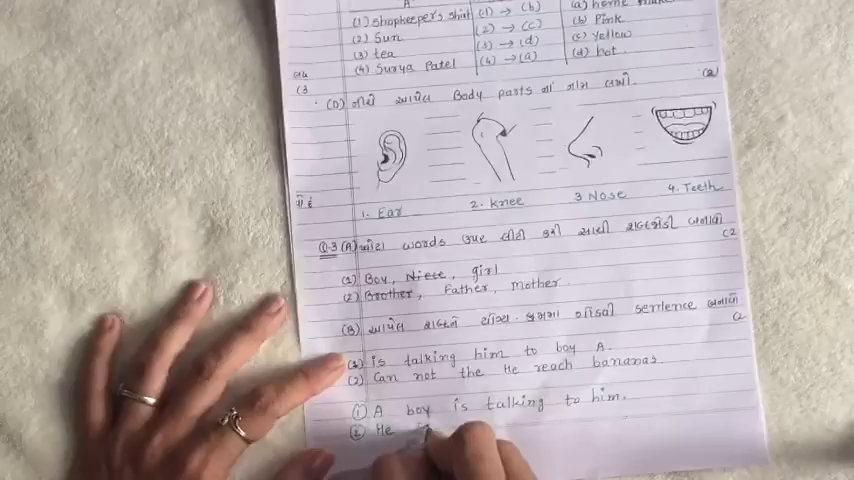 A
(1) shopkeeper's shirt (1) → (b) (a) home
(2) Sun (2) → (c) (b) Pink
(3) tea (3) → (d) (c) Yellow
(4) Surya Patel (4) → (a) (d) hot
(D) નીચે આપેલ Body parts નાં નામ લખો.
1. Ear 2. Knee 3 Nose 4. Teeth
Q-3 (A) ખોટા words ઉપર લીટી કરી સાચી શબ્દજોડી બનાવો
(1) Boy, Niece, girl
(2) Brother, Father, Mother.
(B) આપેલ શબ્દને યોગ્ય ક્રમમાં ગોઠવી sentence બનાવો
(1) is talking him to boy A.
(2) Can not the He reach bananas.
① A boy is talking to him.
② He